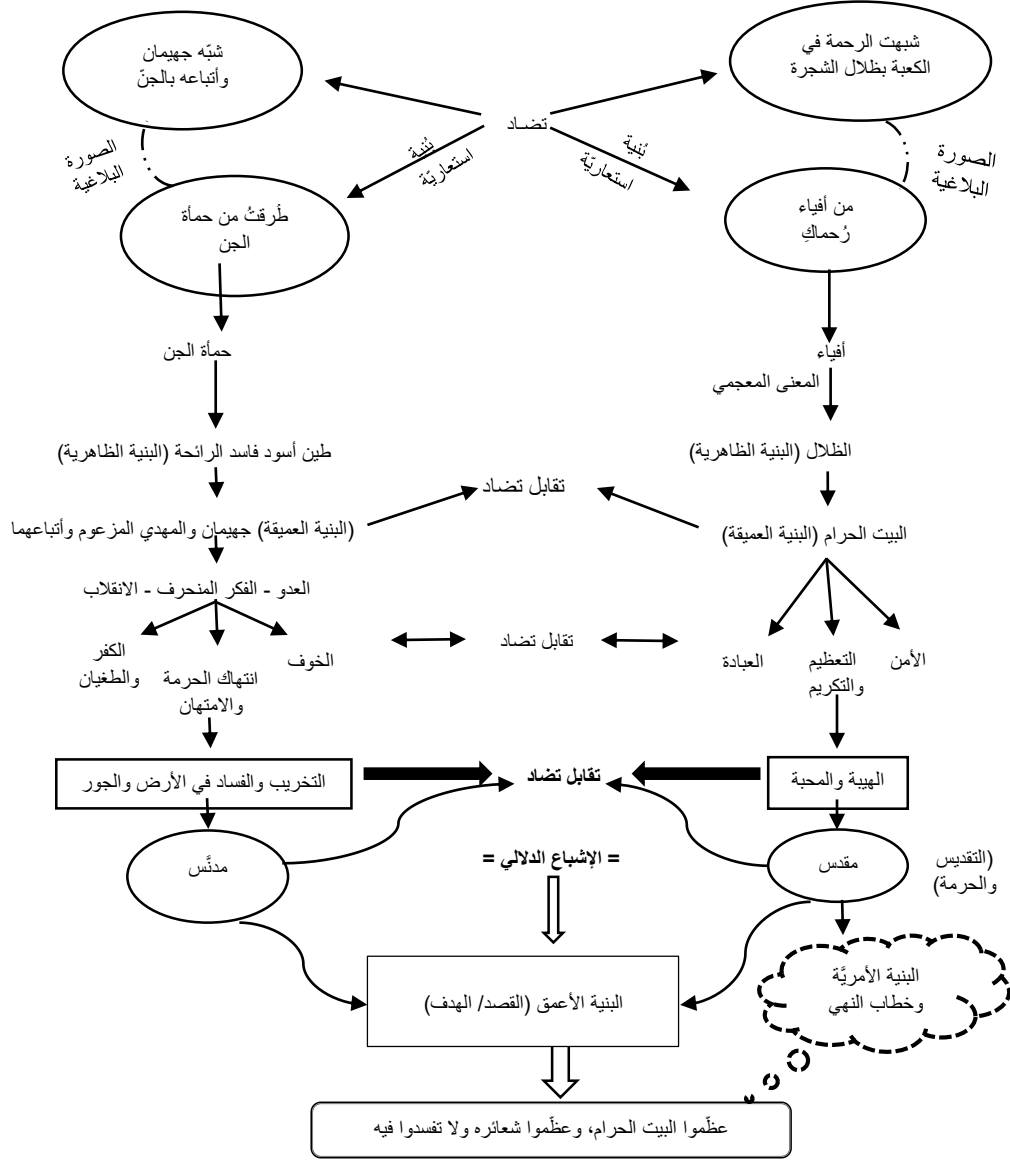 شبهت الرحمة في
الكعبة بظلال الشجرة
شبّه جهيمان
وأتباعه بالجنّ
تضاد
بُنية
استعاريّة
بُنية
استعاريّة
الصورة
البلاغية
الصورة
البلاغية
من أفياء
رُحماكِ
طْرقتُ من حمأة
الجن
أفياء
حمأة الجن
المعنى المعجمي
الظلال (البنية الظاهرية)
طين أسود فاسد الرائحة (البنية الظاهرية)
تقابل تضاد
البيت الحرام (البنية العميقة)
(البنية العميقة) جهيمان والمهدي المزعوم وأتباعهما
العدو - الفكر المنحرف - الانقلاب
تقابل تضاد
الأمن
التعظيم
والتكريم
العبادة
الخوف
انتهاك الحرمة
والامتهان
الكفر
والطغيان
الهيبة والمحبة
تقابل تضاد
التخريب والفساد في الأرض والجور
(التقديس
والحرمة)
مقدس
= الإشباع الدلالي =
مدنَّس
البنية الأمريَّة
وخطاب النهي
البنية الأعمق (القصد/ الهدف)
عظّموا البيت الحرام، وعظّموا شعائره ولا تفسدوا فيه